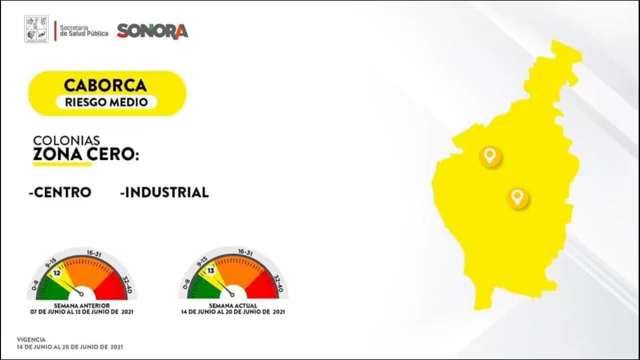 Secretaría
de Salud Pública
SONORA
CABORCA
RIESGO MEDIO
COLONIAS
ZONA CERO:
-CENTRO -INDUSTRIAL
0-8
9-15
16-31
32-40
12
0-8
9-15
16-31
32-40
13
SEMANA ANTERIOR
07 DE JUNIO AL 13 DE JUNIO DE 2021
SEMANA ACTUAL
14 DE JUNIO AL 20 DE JUNIO DE 2021
VIGENCIA
14 DE JUNIO AL 20 DE JUNIO DE 2021